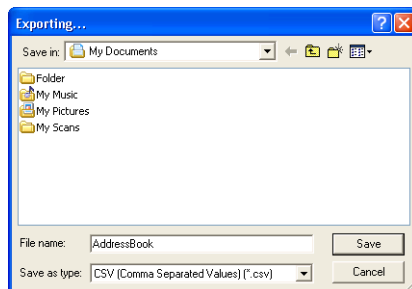 Exporting...
Save in: My Documents
Folder
My Music
My Pictures
My Scans
File name: AddressBook Save
Save as type: CSV (Comma Separated Values) (*.csv) Cancel